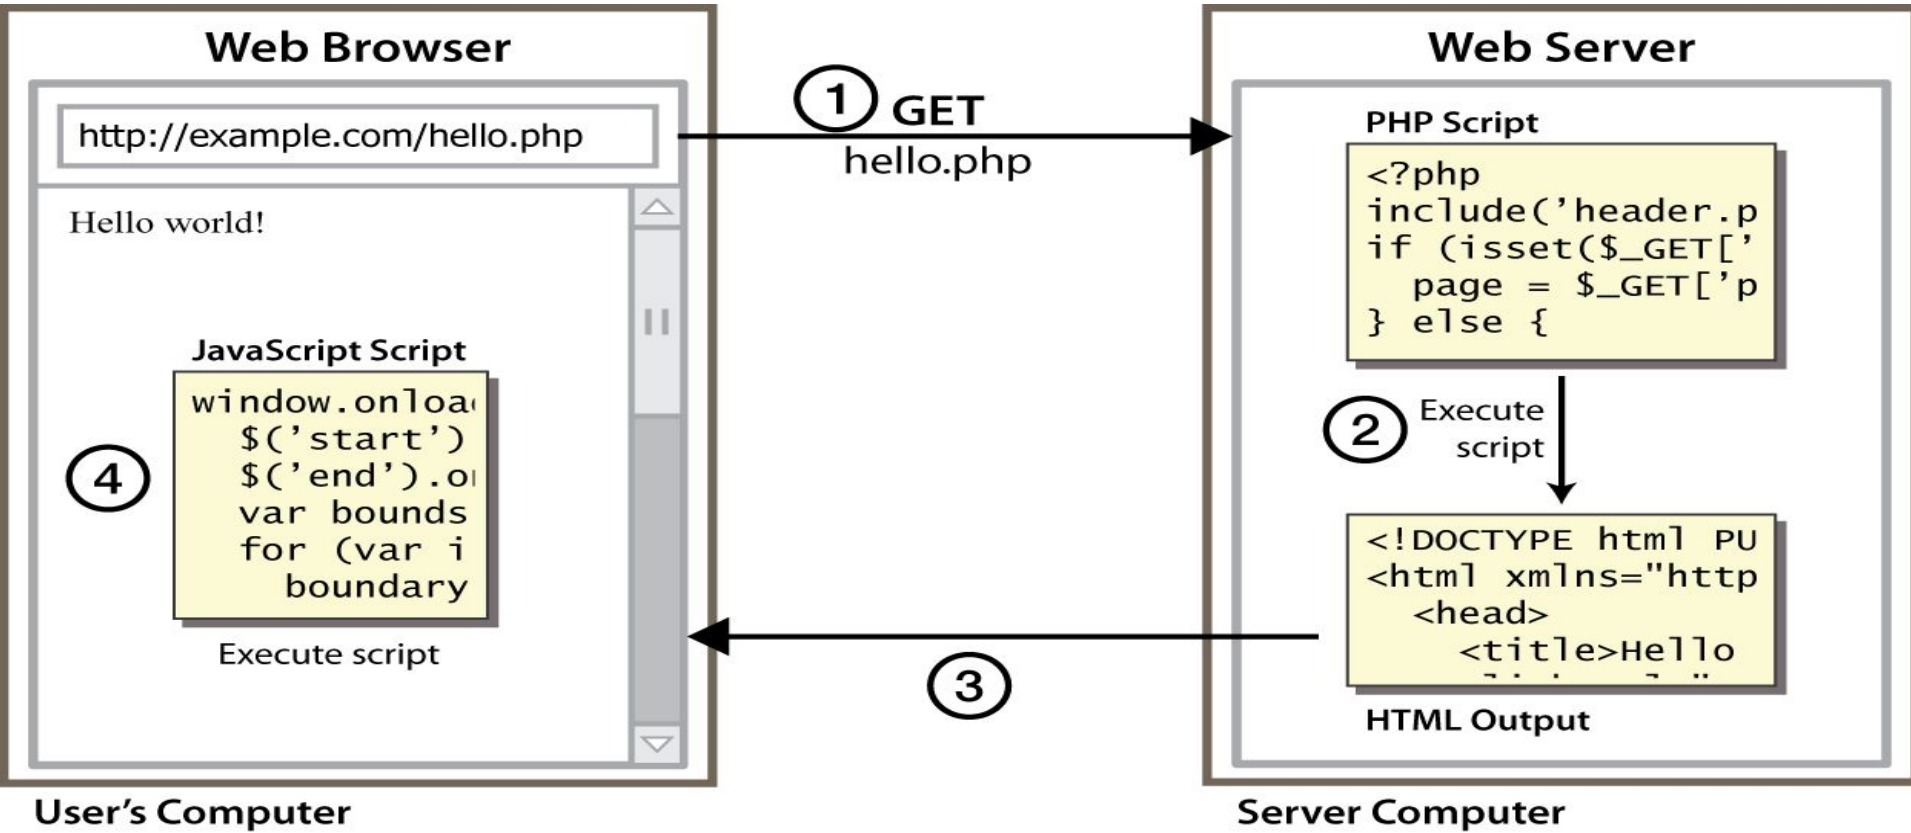 Web Browser
http://example.com/hello.php
Hello world!
JavaScript Script
window.onloa
$('start')
$('end').o
var bounds
for (var i
boundary
4
Execute script
User's Computer
1 GET
hello.php
3
Web Server
PHP Script
<?php
include('header.p
if (isset($_GET['
page = $_GET['p
} else {
2 Execute
script
<!DOCTYPE html PU
<html xmlns="http
<head>
<title>Hello
HTML Output
Server Computer